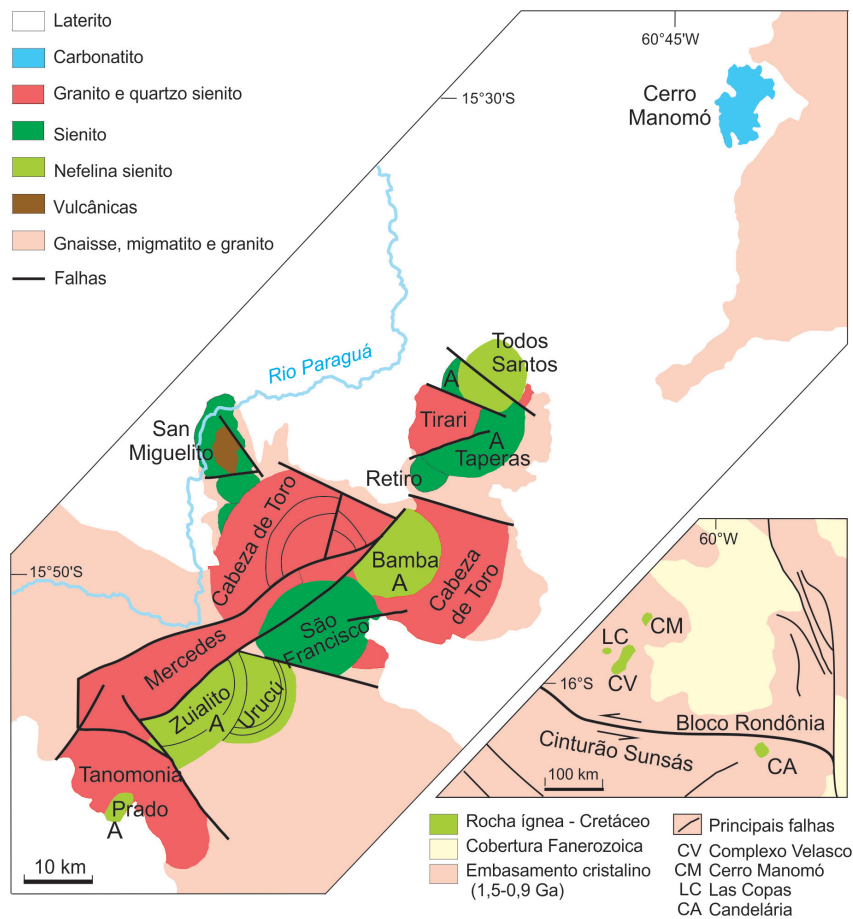 Laterito
Carbonatito
Granito e quartzo sienito
Sienito
Nefelina sienito
Vulcânicas
Gnaisse, migmatito e granito
Falhas
60°45'W
15°30'S
Cerro
Manomó
Rio Paraguá
Todos
Santos
A
Tirari
A
Taperas
San
Miguelito
Retiro
Cabeza de Toro
Bamba
A
Cabeza
de Toro
15°50'S
São
Francisco
Mercedes
Zuialito
A
Urucú
Tanomonia
Prado
A
10 km
60°W
CM
LC
CV
16°S
Bloco Rondônia
Cinturão Sunsás
CA
100 km
Rocha ígnea - Cretáceo
Cobertura Fanerozoica
Embasamento cristalino
(1,5-0,9 Ga)
Principais falhas
CV Complexo Velasco
CM Cerro Manomó
LC Las Copas
CA Candelária